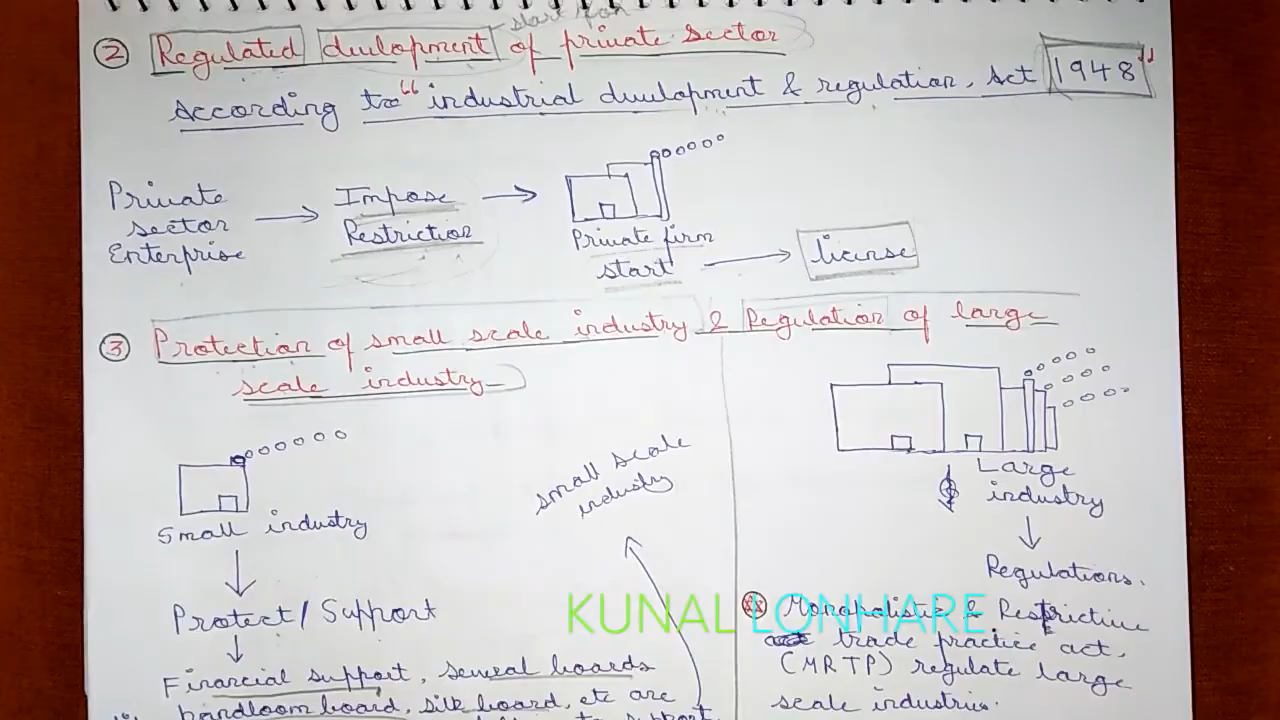 start for
② Regulated development of private sector
According to "industrial development & regulation, Act 1948"
Private sector Enterprise → Impose Restriction → Private firm start → license
③ Protection of small scale industry & Regulation of large
scale industry
Small industry
Protect/Support
Financial support, several boards
handloom board, silk board, etc are
small scale
industry
Large
industry
Regulations.
Monopolistic & Restrictive
trade practice act,
(MRTP) regulate large
scale industries.
KUNAL LONHARE